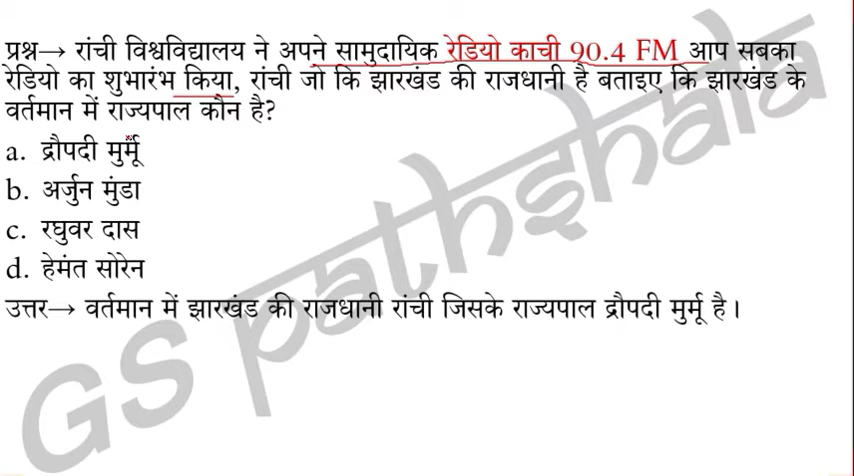 प्रश्न→ रांची विश्वविद्यालय ने अपने सामुदायिक रेडियो काची 90.4 FM आप सबका
रेडियो का शुभारंभ किया, रांची जो कि झारखंड की राजधानी है बताइए कि झारखंड के
वर्तमान में राज्यपाल कौन है?
a. द्रौपदी मुर्मू
b. अर्जुन मुंडा
c. रघुवर दास
d. हेमंत सोरेन
उत्तर→ वर्तमान में झारखंड की राजधानी रांची जिसके राज्यपाल द्रौपदी मुर्मू है।
GS pathshala